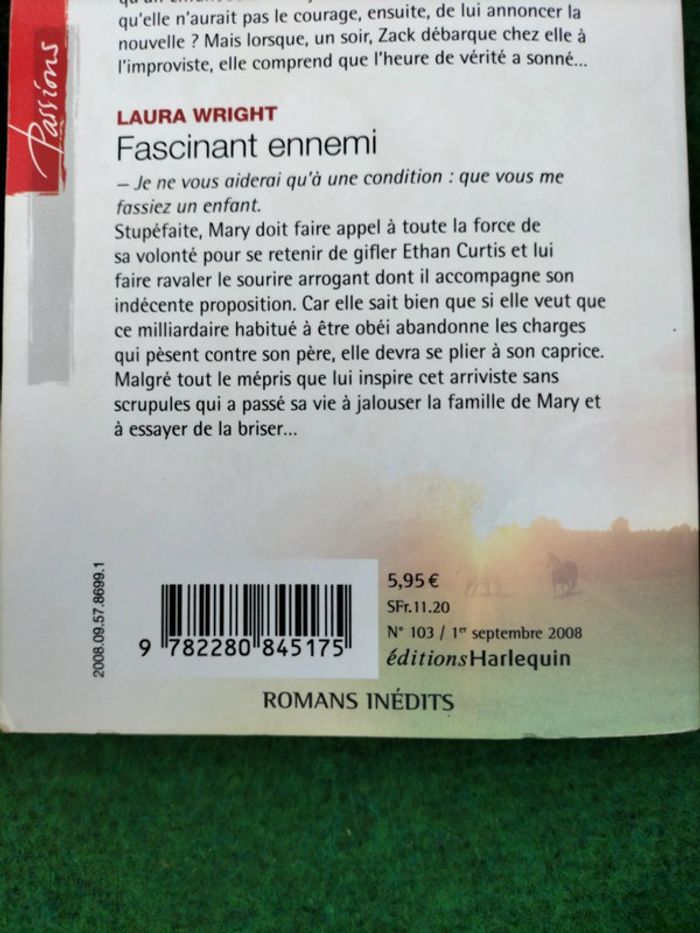 qu'elle n'aurait pas le courage, ensuite, de lui annoncer la
nouvelle ? Mais lorsque, un soir, Zack débarque chez elle à
l'improviste, elle comprend que l'heure de vérité a sonné...
Passions
LAURA WRIGHT
Fascinant ennemi
– Je ne vous aiderai qu'à une condition : que vous me
fassiez un enfant.
Stupéfaite, Mary doit faire appel à toute la force de
sa volonté pour se retenir de gifler Ethan Curtis et lui
faire ravaler le sourire arrogant dont il accompagne son
indécente proposition. Car elle sait bien que si elle veut que
ce milliardaire habitué à être obéi abandonne les charges
qui pèsent contre son père, elle devra se plier à son caprice.
Malgré tout le mépris que lui inspire cet arriviste sans
scrupules qui a passé sa vie à jalouser la famille de Mary et
à essayer de la briser...
2008.09.57.8699.1
9 782280 845175
5,95 €
SFr.11.20
N° 103 / 1er septembre 2008
éditionsHarlequin
ROMANS INÉDITS